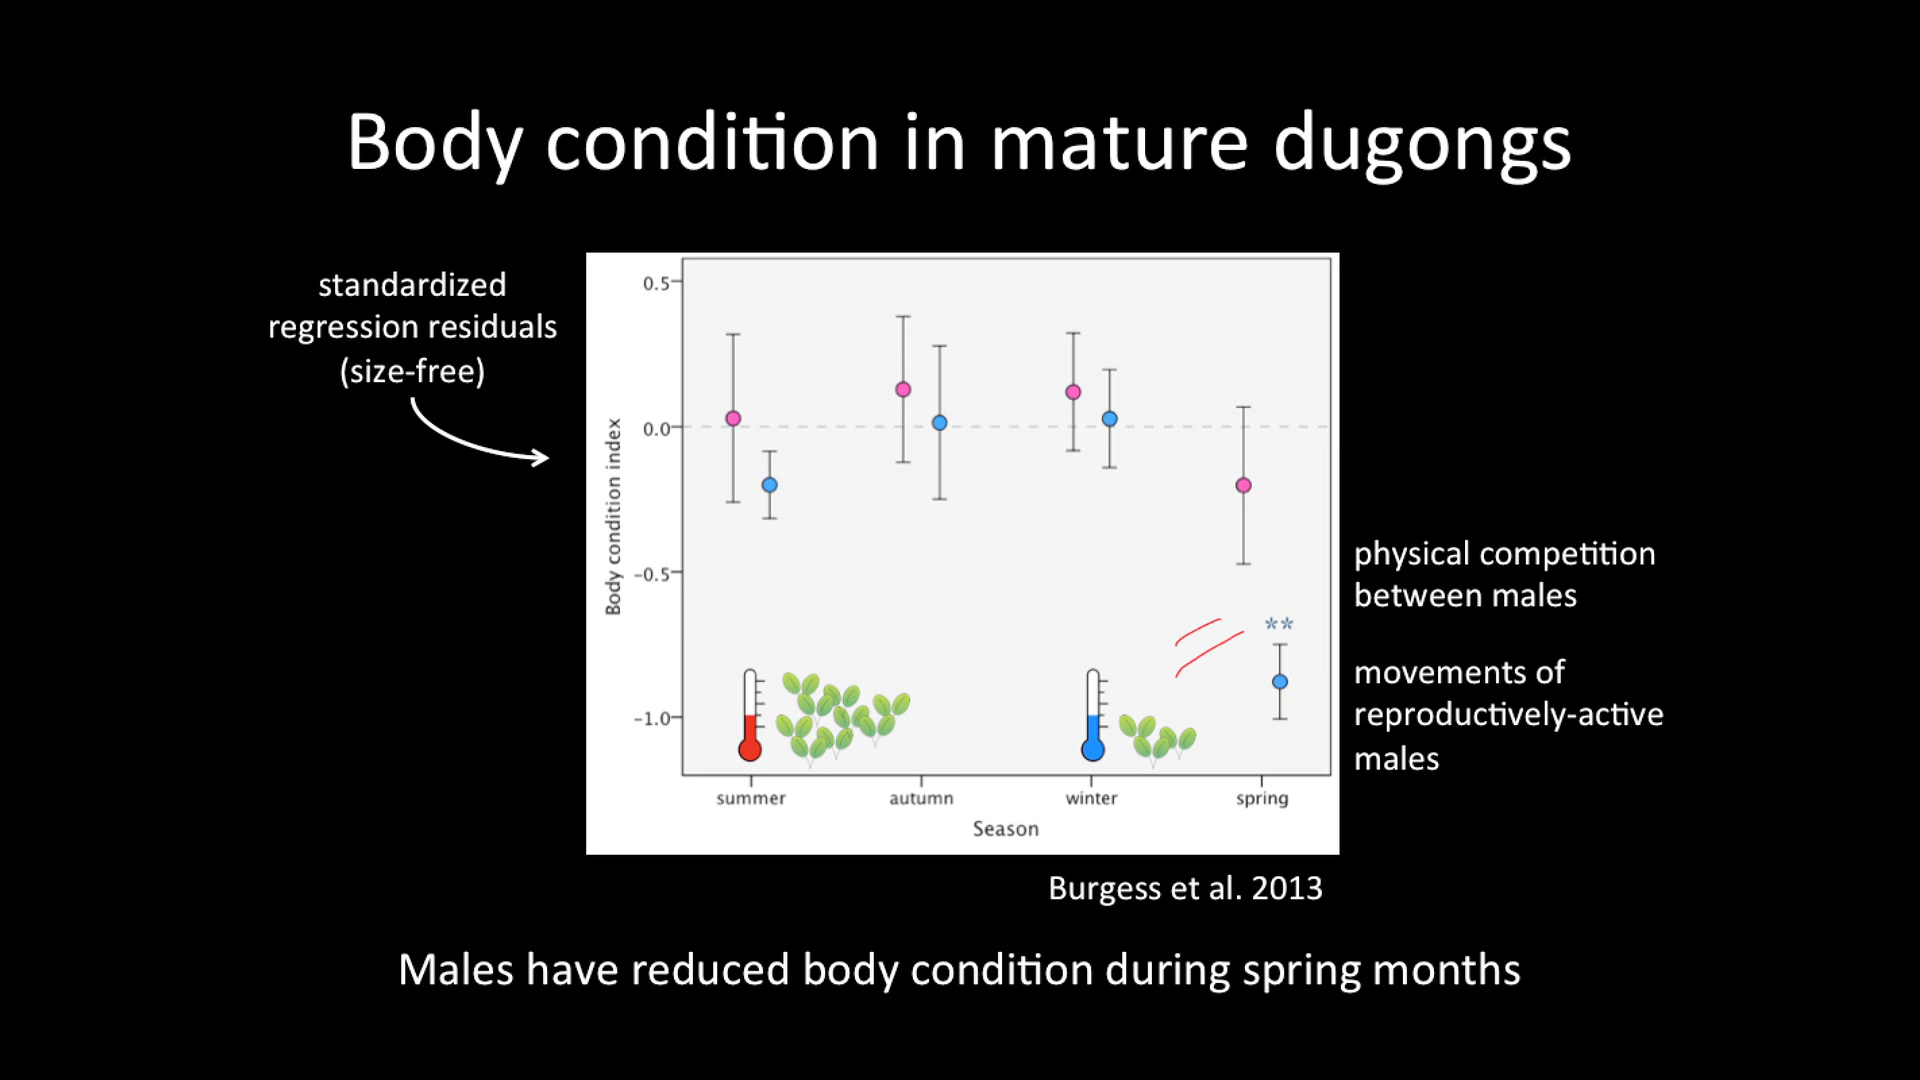 Body condition in mature dugongs
standardized
regression residuals
(size-free)
0.5
0.0
−0.5
−1.0
Body condition index
**
summer
autumn
winter
spring
Season
physical competition
between males
movements of
reproductively-active
males
Burgess et al. 2013
Males have reduced body condition during spring months